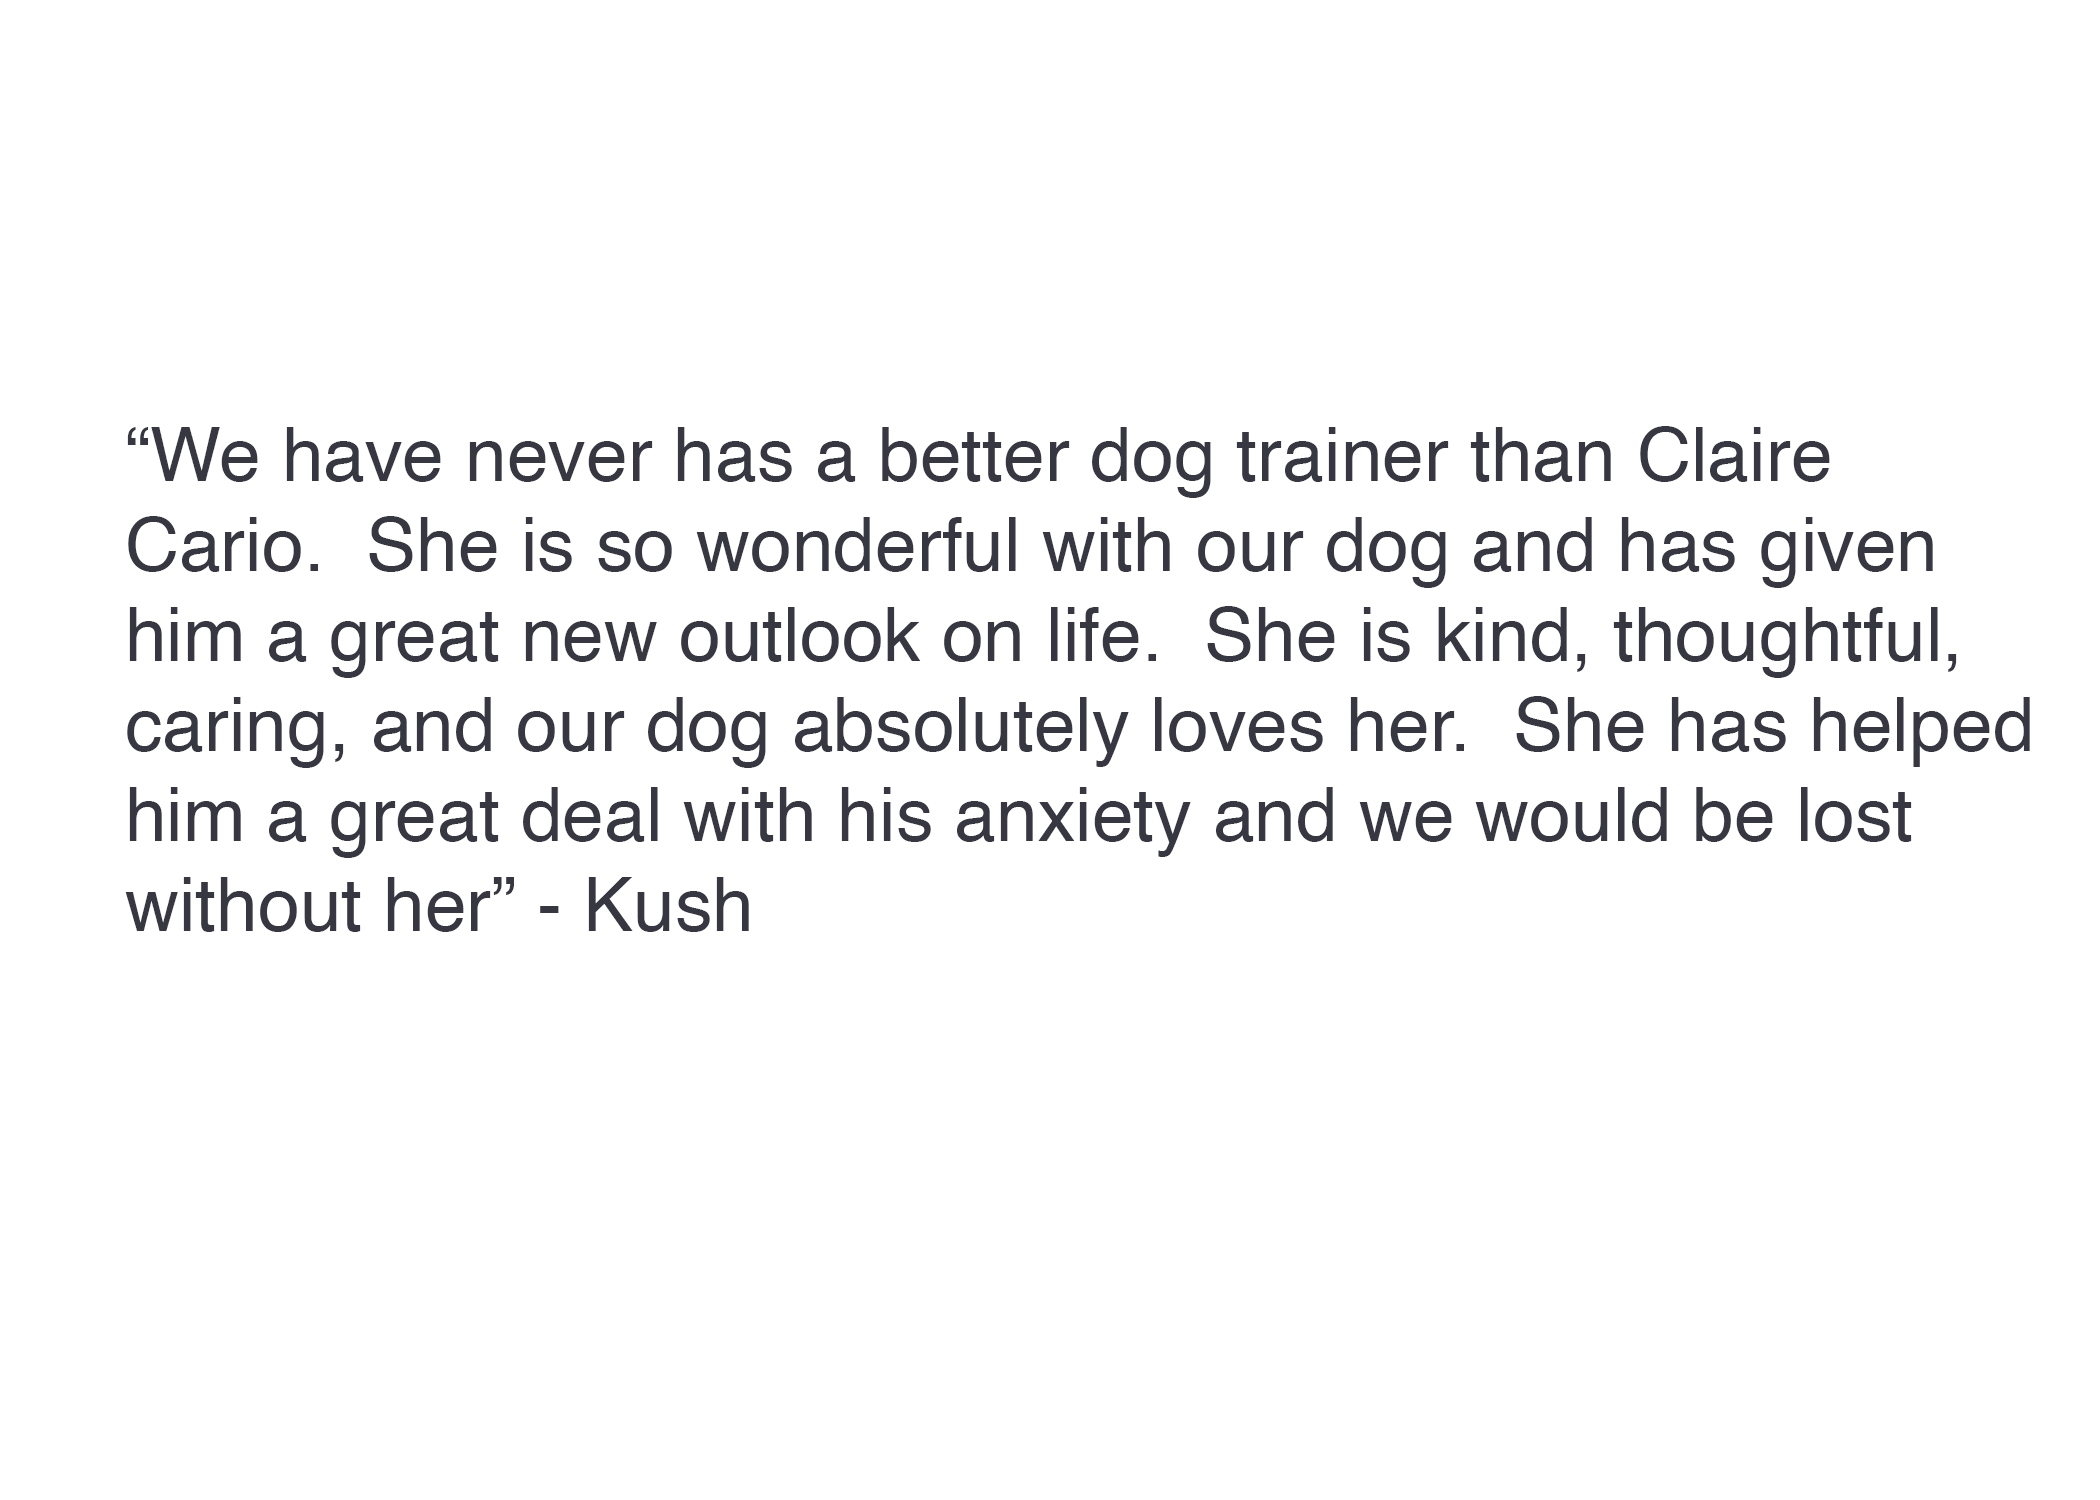 “We have never has a better dog trainer than Claire
Cario.  She is so wonderful with our dog and has given
him a great new outlook on life.  She is kind, thoughtful,
caring, and our dog absolutely loves her.  She has helped
him a great deal with his anxiety and we would be lost
without her” - Kush